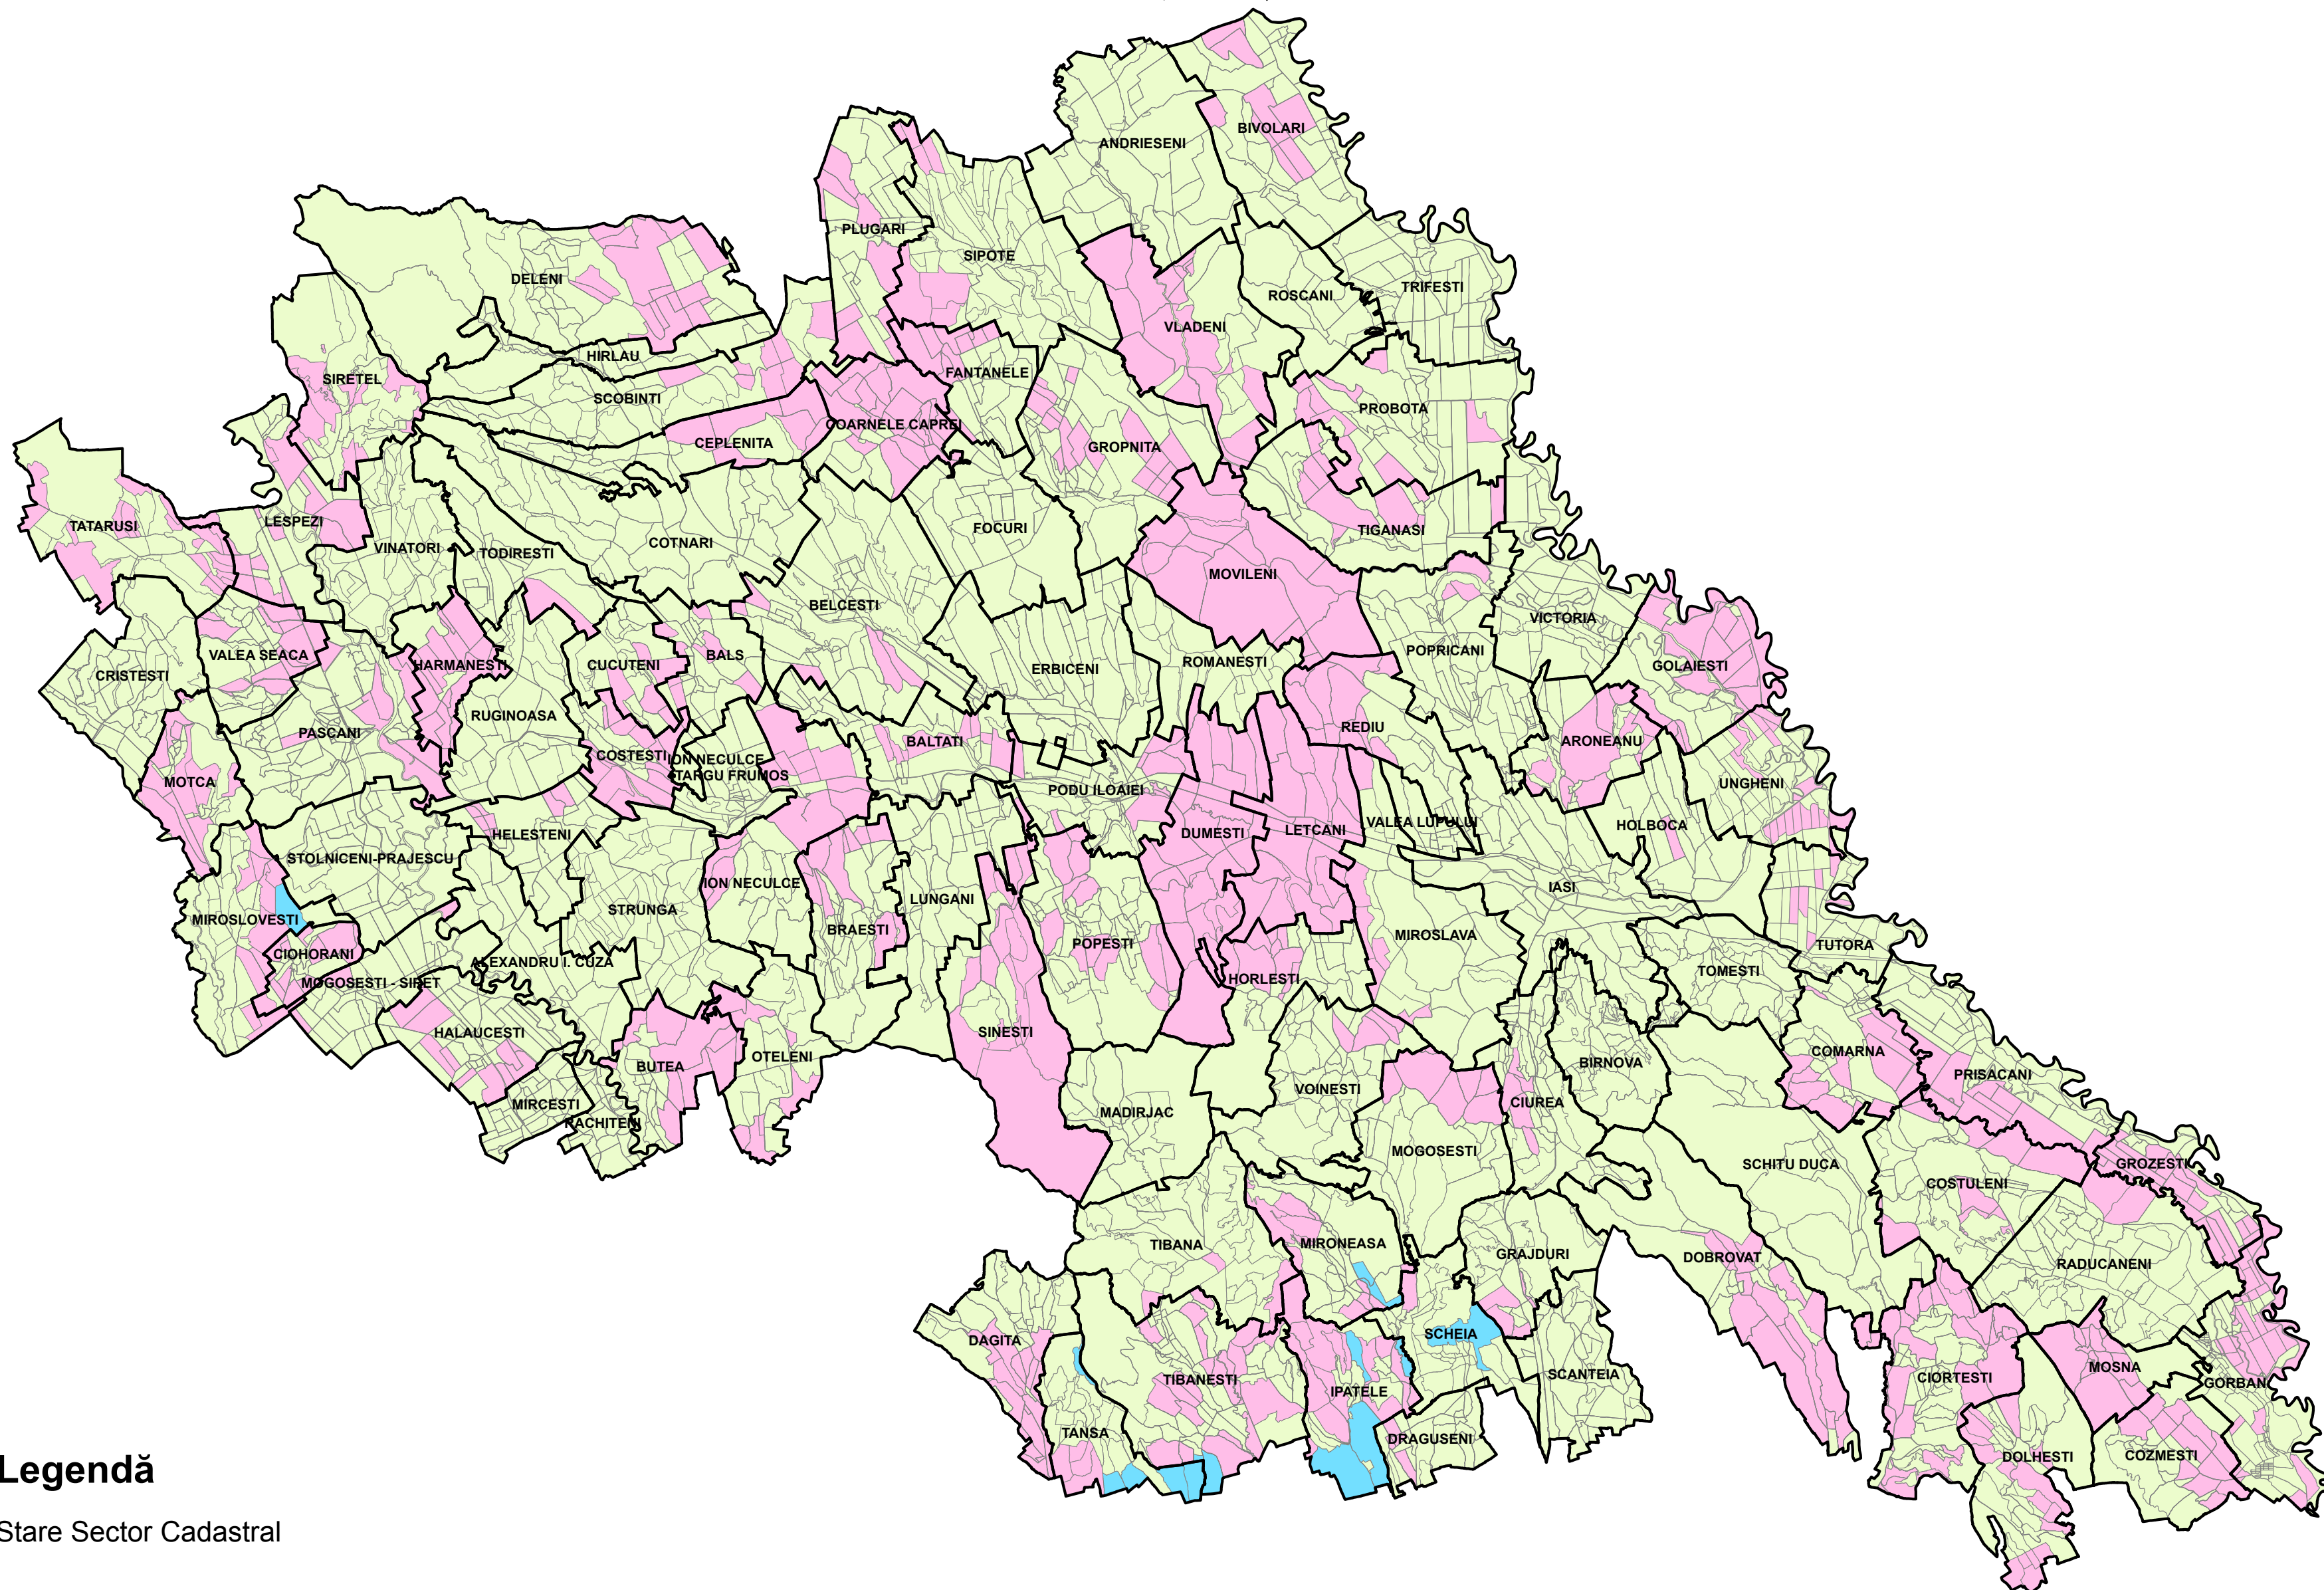 BIVOLARI
ANDRIESENI
PLUGARI
SIPOTE
DELENI
TRIFESTI
ROSCANI
VLADENI
HIRLAU
FANTANELE
SIRETEL
SCOBINTI
PROBOTA
COARNELE CAPREI
CEPLENITA
GROPNITA
LESPEZI
TATARUSI
FOCURI
TIGANASI
COTNARI
VINATORI
TODIRESTI
MOVILENI
BELCESTI
VICTORIA
VALEA SEACA
BALS
POPRICANI
HARMANESTI
CUCUTENI
ROMANESTI
GOLAIESTI
ERBICENI
CRISTESTI
RUGINOASA
REDIU
PASCANI
BALTATI
ARONEANU
COSTESTI
ION NECULCE
TARGU FRUMOS
MOTCA
UNGHENI
PODU ILOAIEI
VALEA LUPULUI
HOLBOCA
LETCANI
DUMESTI
HELESTENI
STOLNICENI-PRAJESCU
ION NECULCE
IASI
LUNGANI
STRUNGA
MIROSLOVESTI
BRAESTI
MIROSLAVA
POPESTI
TUTORA
CIOHORANI
ALEXANDRU I. CUZA
TOMESTI
HORLESTI
MOGOSESTI - SIRET
HALAUCESTI
SINESTI
COMARNA
OTELENI
BIRNOVA
BUTEA
PRISACANI
VOINESTI
CIUREA
MIRCESTI
MADIRJAC
RACHITENI
MOGOSESTI
SCHITU DUCA
GROZESTI
COSTULENI
MIRONEASA
TIBANA
GRAJDURI
DOBROVAT
RADUCANENI
SCHEIA
DAGITA
MOSNA
SCANTEIA
CIORTESTI
TIBANESTI
GORBAN
IPATELE
TANSA
DRAGUSENI
COZMESTI
DOLHESTI
Legendă
Stare Sector Cadastral